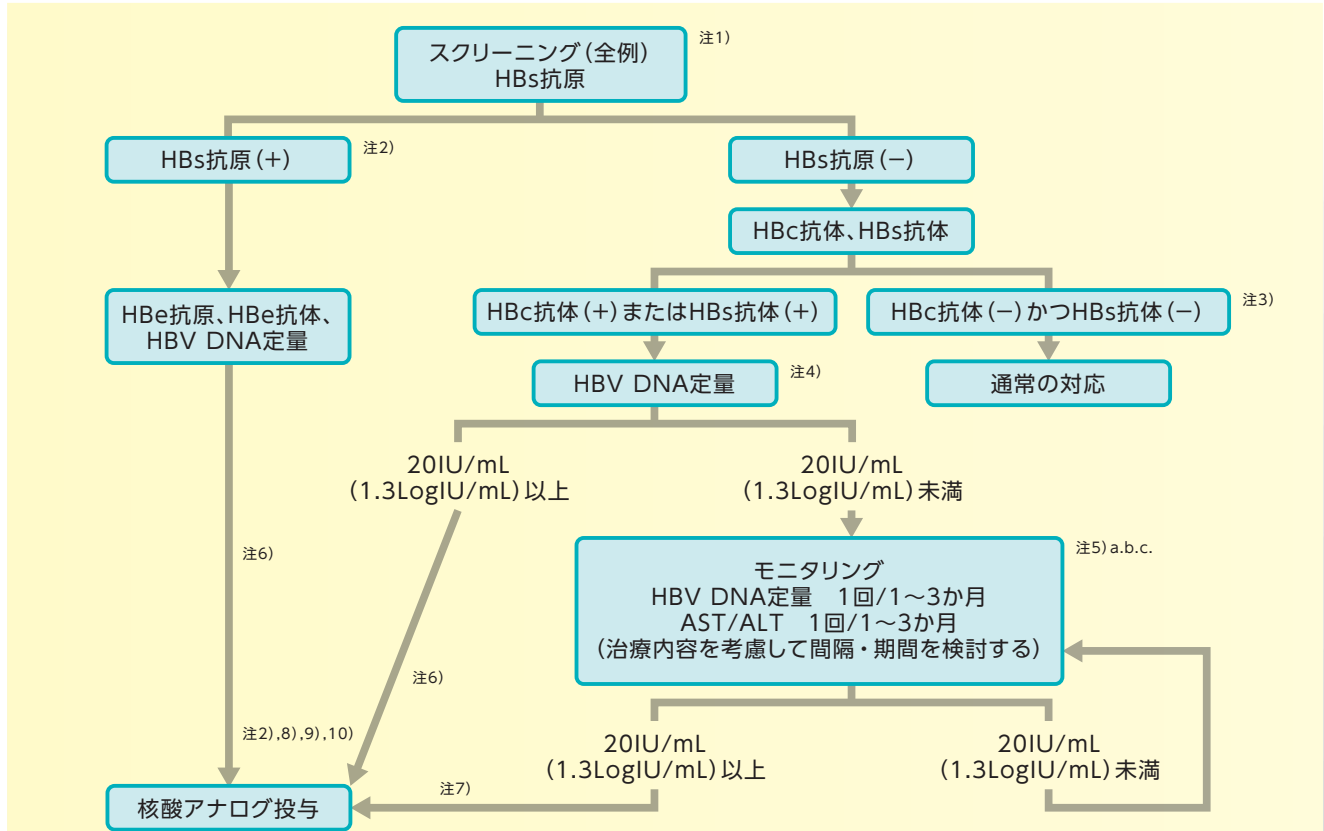 スクリーニング(全例)
HBs抗原
注1)
HBs抗原(+)
注2)
HBs抗原(−)
HBc抗体、HBs抗体
HBe抗原、HBe抗体、
HBV DNA定量
HBc抗体(+)またはHBs抗体(+)
HBc抗体(−)かつHBs抗体(−)
注3)
HBV DNA定量
注4)
通常の対応
20IU/mL
(1.3LogIU/mL)以上
20IU/mL
(1.3LogIU/mL)未満
注6)
注5)a.b.c.
モニタリング
HBV DNA定量 1回/1〜3か月
AST/ALT 1回/1〜3か月
(治療内容を考慮して間隔・期間を検討する)
注6)
注2),8),9),10)
20IU/mL
(1.3LogIU/mL)以上
20IU/mL
(1.3LogIU/mL)未満
注7)
核酸アナログ投与